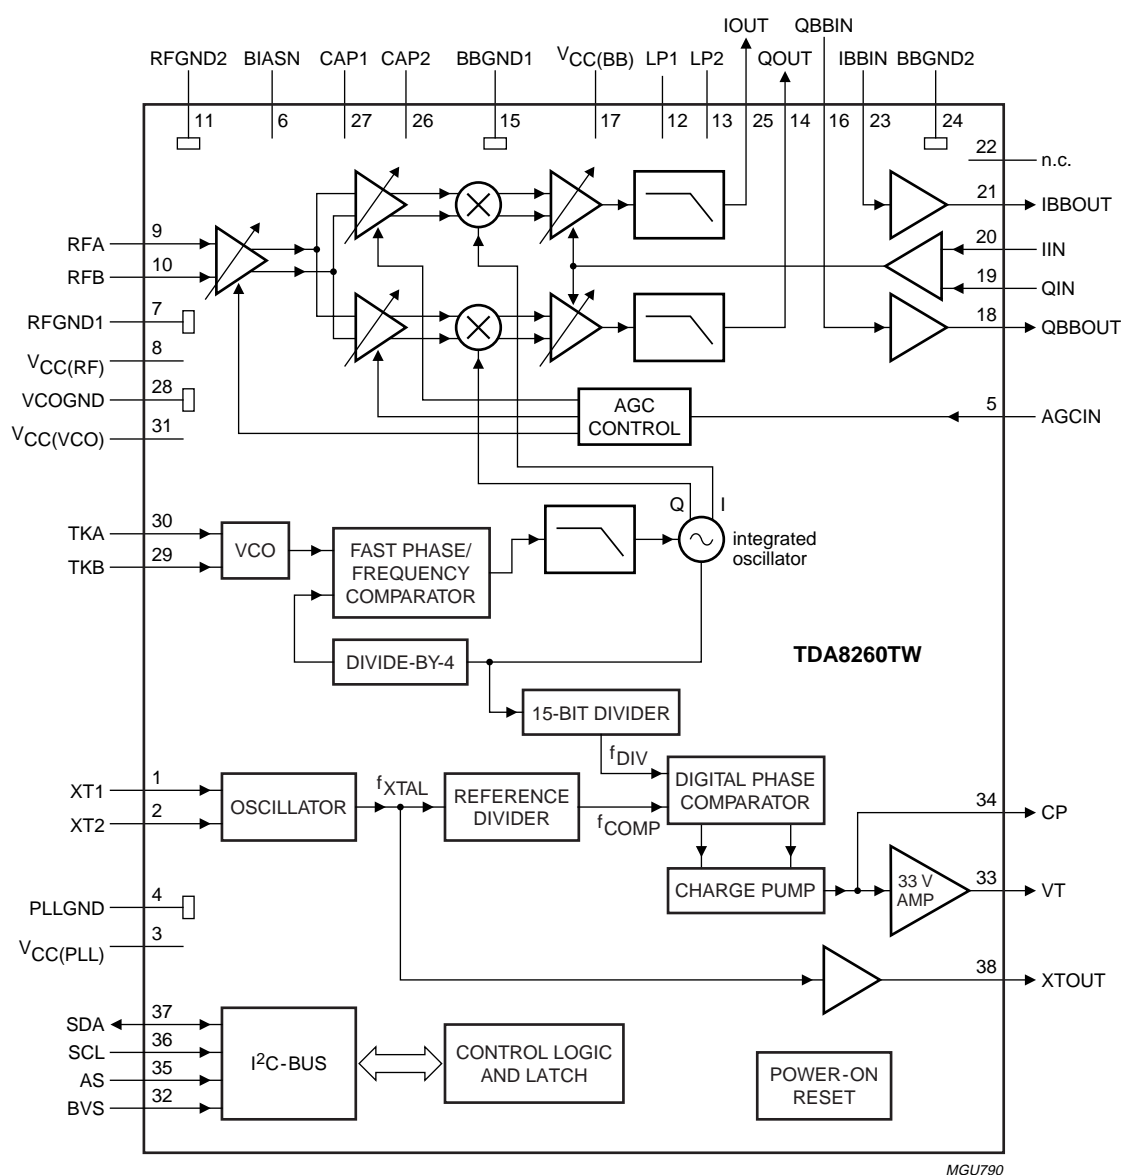 IOUT QBBIN
RFGND2 BIASN CAP1 CAP2 BBGND1 VCC(BB) LP1 LP2 QOUT IBBIN BBGND2
11 6 27 26 15 17 12 13 25 14 16 23 24
22 n.c.
21 IBBOUT
RFA 9
20 IIN
RFB 10
19 QIN
RFGND1 7
18 QBBOUT
VCC(RF) 8
VCOGND 28
AGC
CONTROL
5 AGCIN
VCC(VCO) 31
Q I
TKA 30
TKB 29
VCO
FAST PHASE/
FREQUENCY
COMPARATOR
integrated
oscillator
DIVIDE-BY-4
TDA8260TW
15-BIT DIVIDER
fDIV
XT1 1
XT2 2
OSCILLATOR
fXTAL
REFERENCE
DIVIDER
fCOMP
DIGITAL PHASE
COMPARATOR
34 CP
CHARGE PUMP
33 V
AMP
33 VT
PLLGND 4
VCC(PLL) 3
38 XTOUT
SDA 37
SCL 36
AS 35
BVS 32
I2C-BUS
CONTROL LOGIC
AND LATCH
POWER-ON
RESET
MGU790